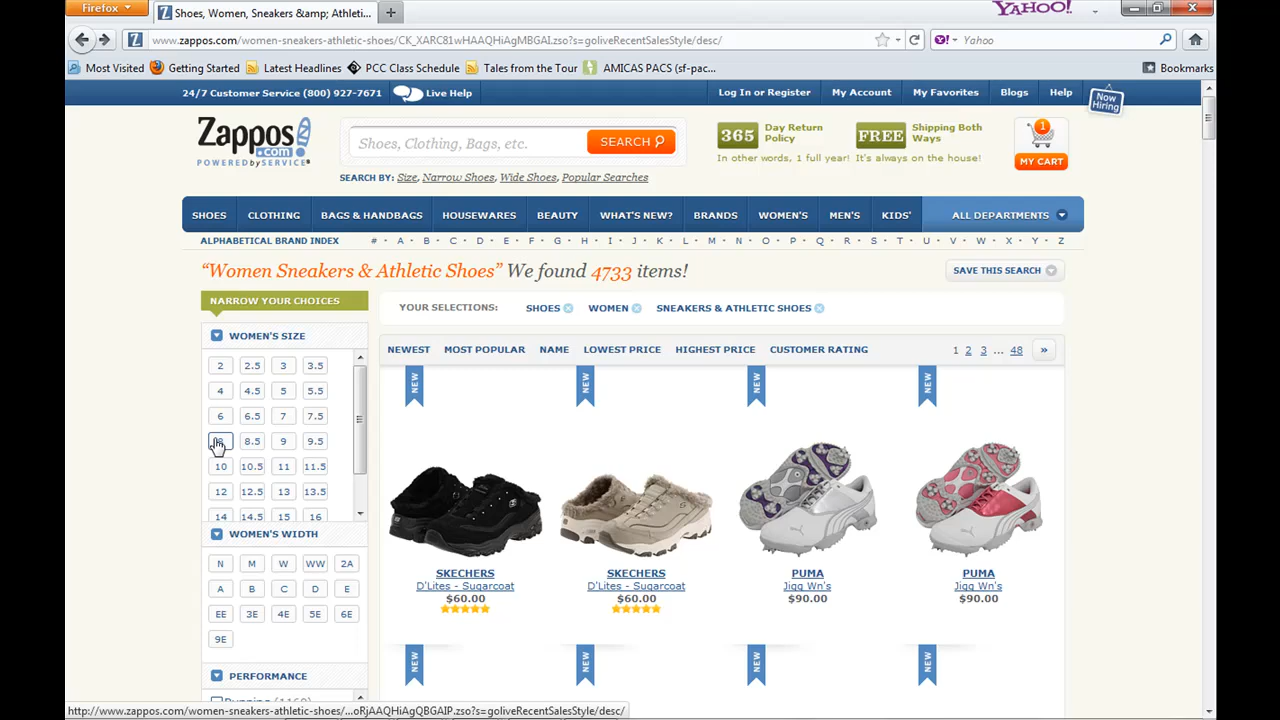 Firefox
Shoes, Women, Sneakers &amp; Athleti...
YAHOO!
www.zappos.com/women-sneakers-athletic-shoes/CK_XARC81wHAAQHiAgMBGAI.zso?s=goliveRecentSalesStyle/desc/
Yahoo
Most Visited Getting Started Latest Headlines PCC Class Schedule Tales from the Tour AMICAS PACS (sf-pac... Bookmarks
24/7 Customer Service (800) 927-7671 Live Help Log In or Register My Account My Favorites Blogs Help Now Hiring
Zappos .com
POWERED by SERVICE
Shoes, Clothing, Bags, etc. SEARCH
365 Day Return Policy
In other words, 1 full year!
FREE Shipping Both Ways
It's always on the house!
1
MY CART
SEARCH BY: Size, Narrow Shoes, Wide Shoes, Popular Searches
SHOES CLOTHING BAGS & HANDBAGS HOUSEWARES BEAUTY WHAT'S NEW? BRANDS WOMEN'S MEN'S KIDS' ALL DEPARTMENTS
ALPHABETICAL BRAND INDEX # • A • B • C • D • E • F • G • H • I • J • K • L • M • N • O • P • Q • R • S • T • U • V • W • X • Y • Z
“Women Sneakers & Athletic Shoes” We found 4733 items!
SAVE THIS SEARCH
NARROW YOUR CHOICES
YOUR SELECTIONS: SHOES WOMEN SNEAKERS & ATHLETIC SHOES
WOMEN'S SIZE
2 2.5 3 3.5
4 4.5 5 5.5
6 6.5 7 7.5
8.5 9 9.5
10 10.5 11 11.5
12 12.5 13 13.5
14 14.5 15 16
WOMEN'S WIDTH
N M W WW 2A
A B C D E
EE 3E 4E 5E 6E
9E
PERFORMANCE
Running (1160)
NEWEST MOST POPULAR NAME LOWEST PRICE HIGHEST PRICE CUSTOMER RATING 1 2 3 ... 48 »
NEW NEW NEW NEW
SKECHERS
D'Lites - Sugarcoat
$60.00
SKECHERS
D'Lites - Sugarcoat
$60.00
PUMA
Jigg Wn's
$90.00
PUMA
Jigg Wn's
$90.00
NEW NEW NEW NEW
http://www.zappos.com/women-sneakers-athletic-shoes/...oRjAAQHiAgQBGAIP.zso?s=goliveRecentSalesStyle/desc/